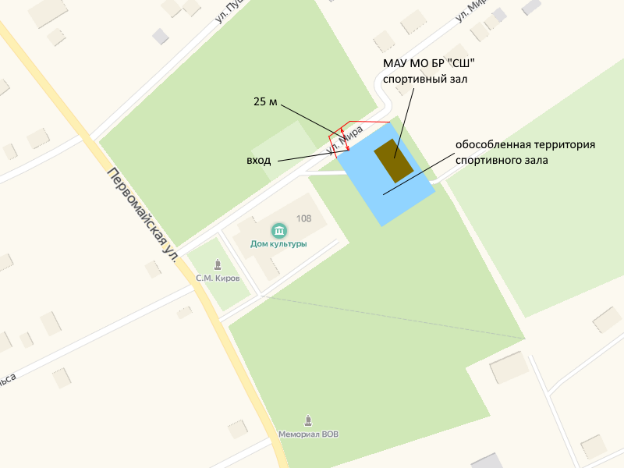 ул. Пу
ул. Ми
МАУ МО БР "СШ"
спортивный зал
25 м
ул. Мира
обособленная территория
спортивного зала
вход
Первомайская ул.
108
Дом культуры
С.М. Киров
ьса
Мемориал ВОВ